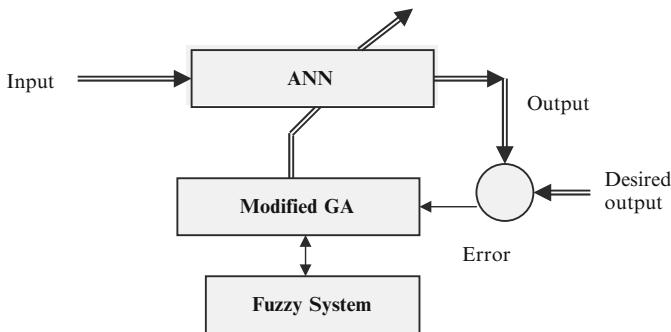 ANN
Input
Output
Desired
output
Modified GA
Error
Fuzzy System